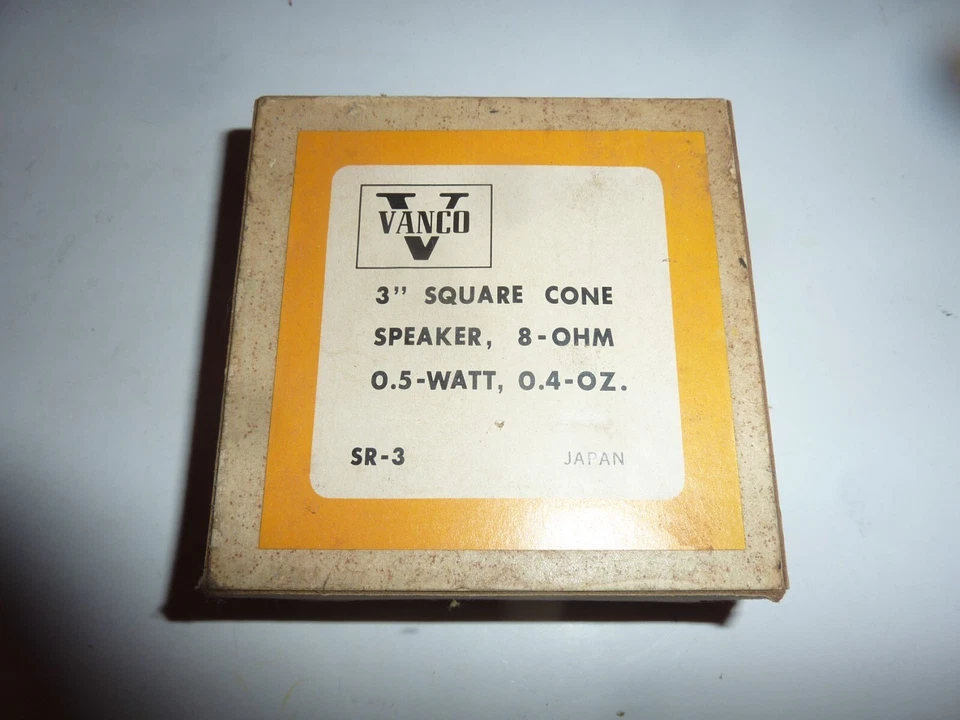 VANCO
V
3" SQUARE CONE
SPEAKER, 8-OHM
0.5-WATT, 0.4-OZ.
SR-3 JAPAN